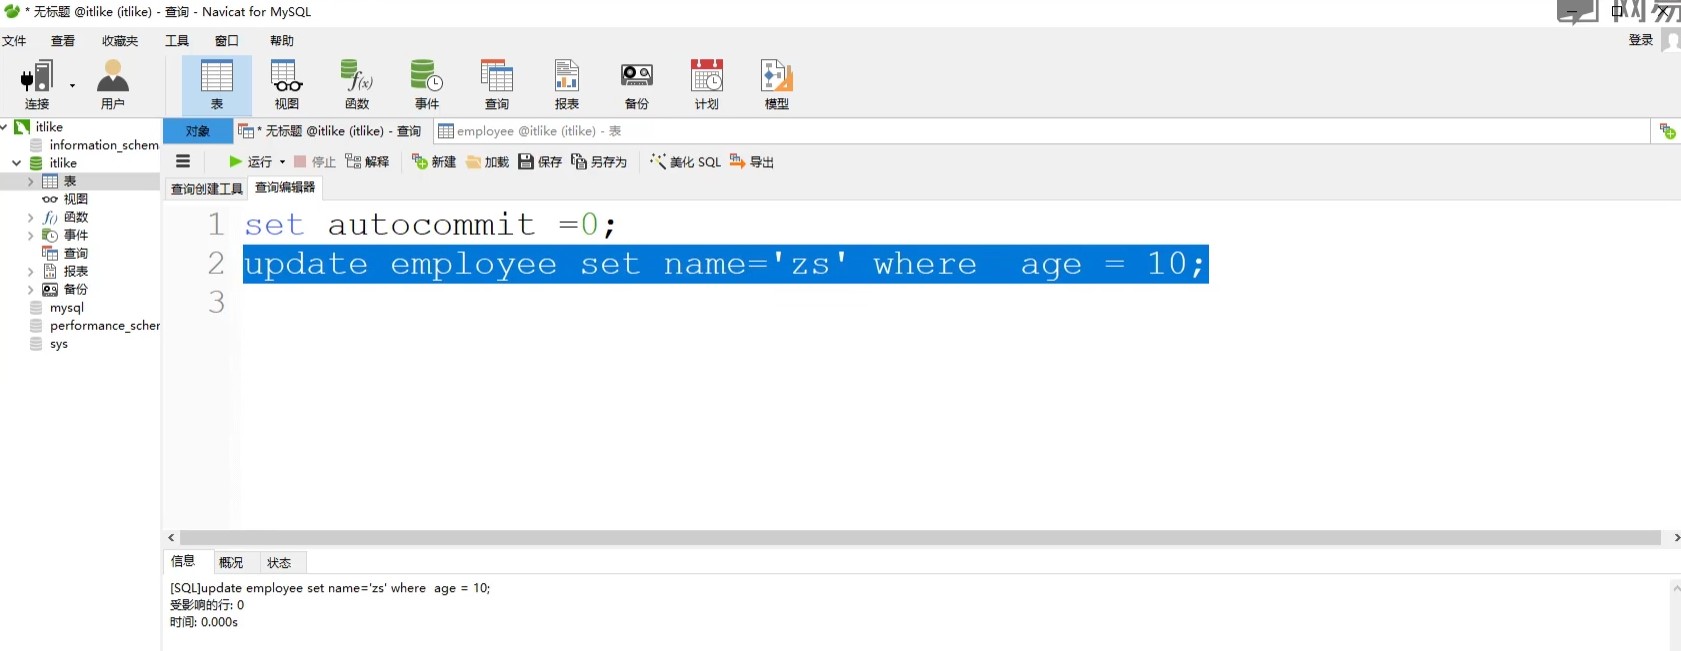 * 无标题 @itlike (itlike) - 查询 - Navicat for MySQL
文件 查看 收藏夹 工具 窗口 帮助 登录
连接 用户 表 视图 函数 事件 查询 报表 备份 计划 模型
对象 * 无标题 @itlike (itlike) - 查询 employee @itlike (itlike) - 表
运行 停止 解释 新建 加载 保存 另存为 美化 SQL 导出
查询创建工具 查询编辑器
itlike
information_schem
itlike
表
视图
函数
事件
查询
报表
备份
mysql
performance_scher
sys
1 set autocommit =0;
2 update employee set name='zs' where  age = 10;
3
信息 概况 状态
[SQL]update employee set name='zs' where  age = 10;
受影响的行: 0
时间: 0.000s